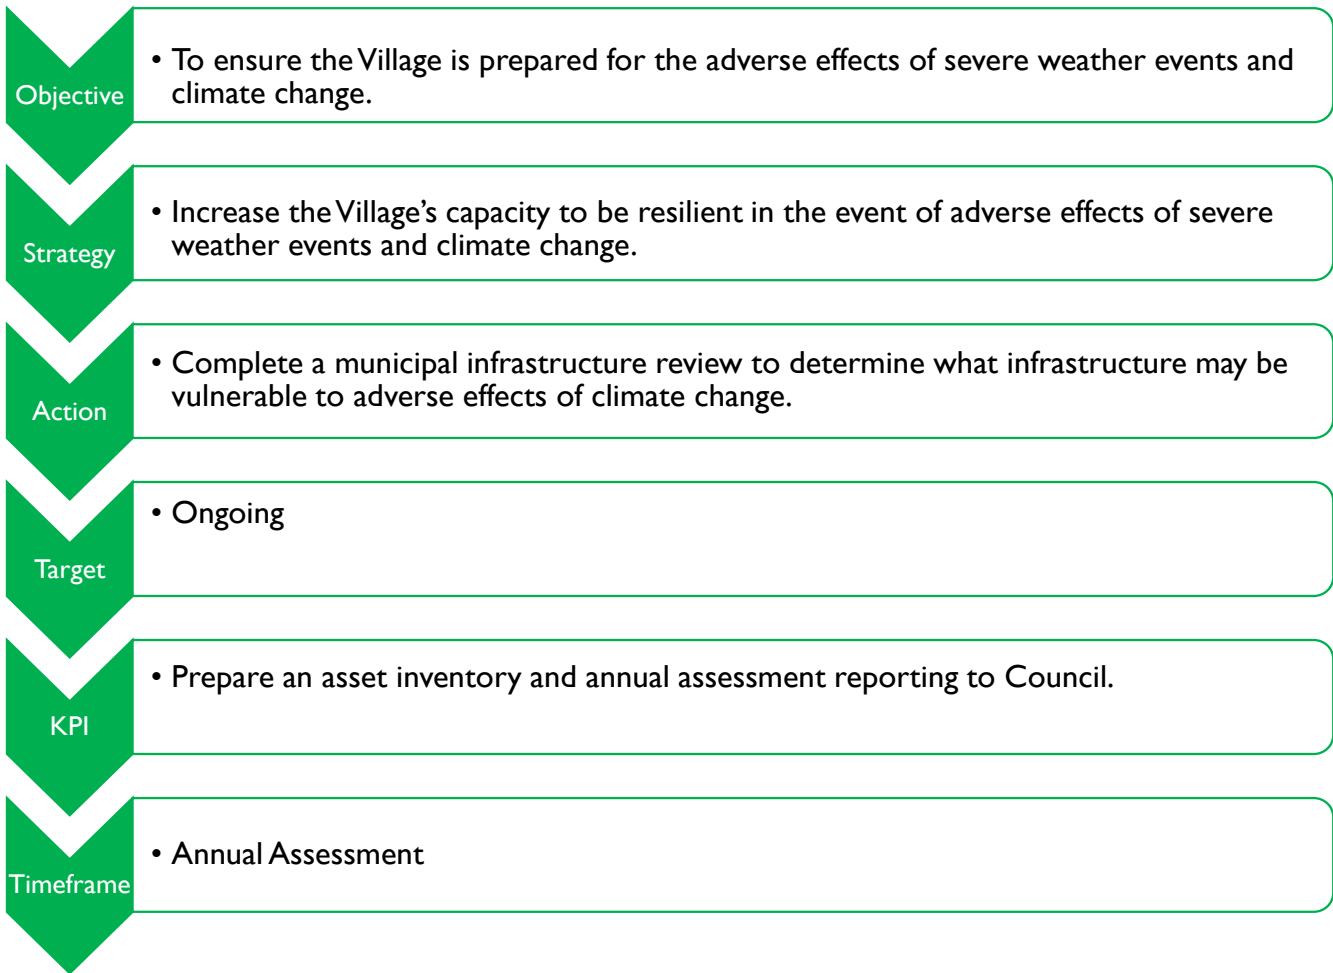 Objective
• To ensure the Village is prepared for the adverse effects of severe weather events and
climate change.
Strategy
• Increase the Village’s capacity to be resilient in the event of adverse effects of severe
weather events and climate change.
Action
• Complete a municipal infrastructure review to determine what infrastructure may be
vulnerable to adverse effects of climate change.
Target
• Ongoing
KPI
• Prepare an asset inventory and annual assessment reporting to Council.
Timeframe
• Annual Assessment